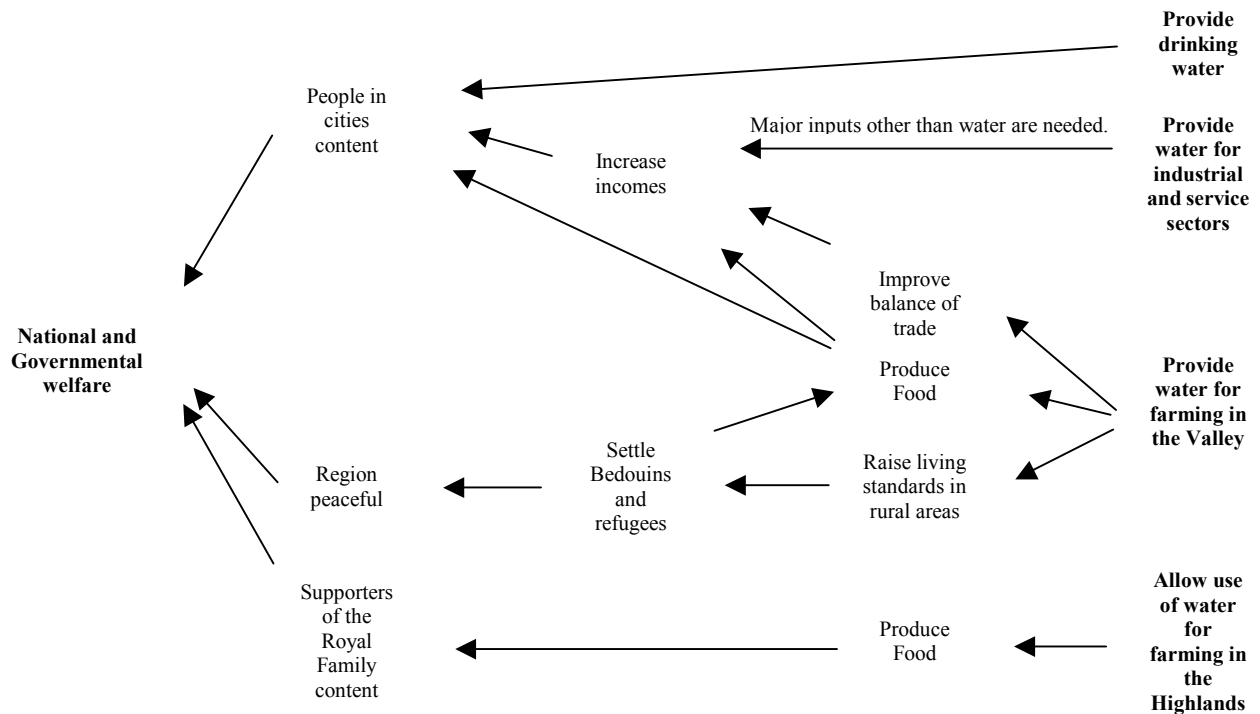 Provide
drinking
water
People in
cities
content
Major inputs other than water are needed.
Provide
water for
industrial
and service
sectors
Increase
incomes
Improve
balance of
trade
National and
Governmental
welfare
Produce
Food
Provide
water for
farming in
the Valley
Region
peaceful
Settle
Bedouins
and
refugees
Raise living
standards in
rural areas
Supporters
of the
Royal
Family
content
Produce
Food
Allow use
of water
for
farming in
the
Highlands